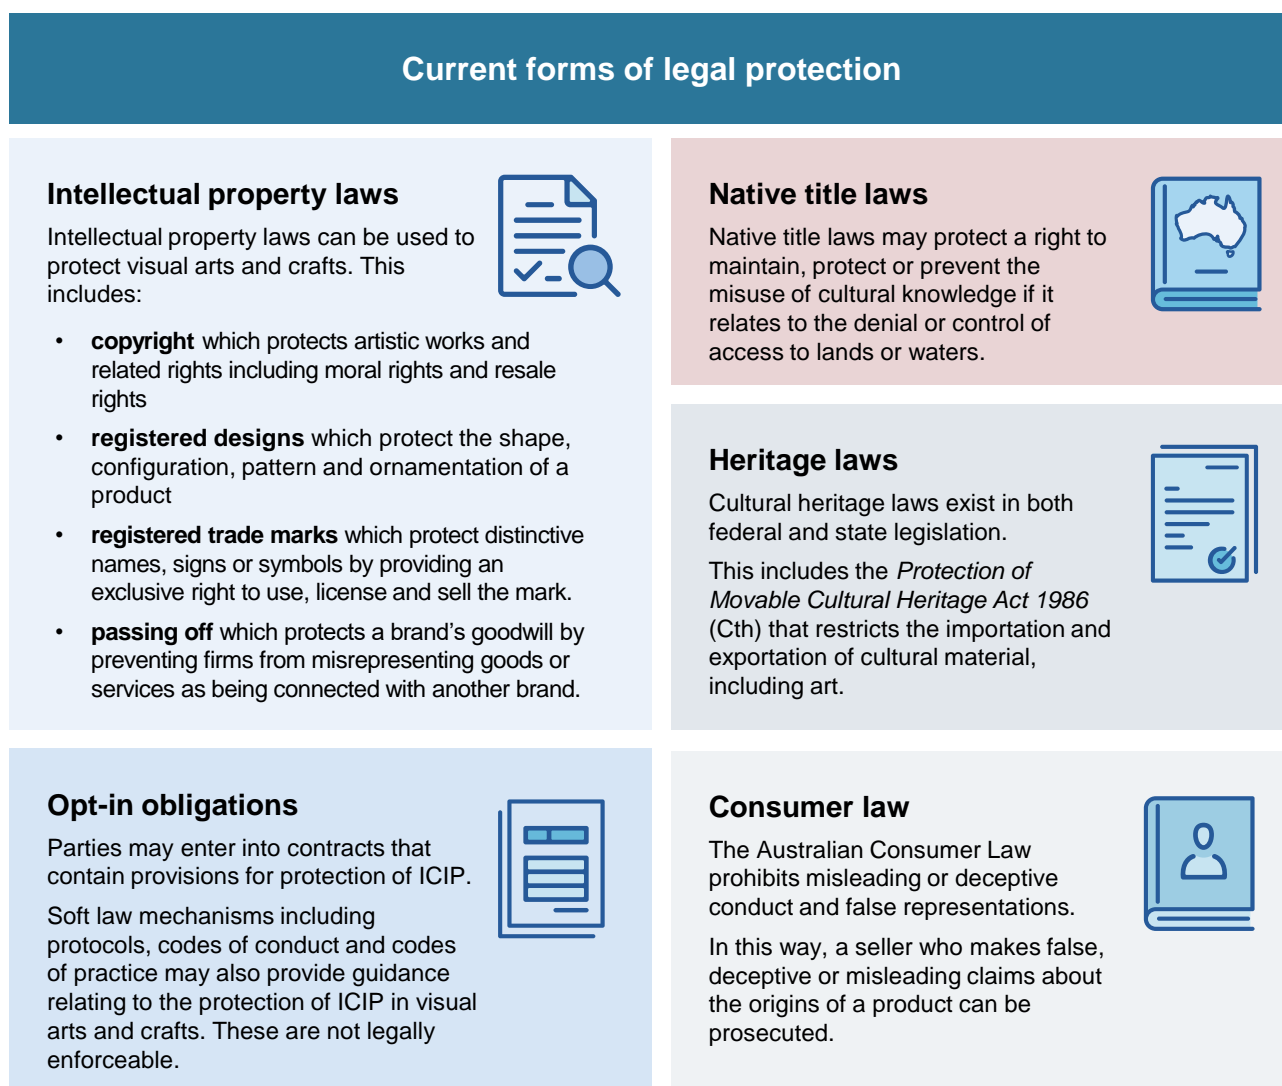 Current forms of legal protection
Intellectual property laws
Intellectual property laws can be used to
protect visual arts and crafts. This
includes:
• copyright which protects artistic works and
related rights including moral rights and resale
rights
• registered designs which protect the shape,
configuration, pattern and ornamentation of a
product
• registered trade marks which protect distinctive
names, signs or symbols by providing an
exclusive right to use, license and sell the mark.
• passing off which protects a brand’s goodwill by
preventing firms from misrepresenting goods or
services as being connected with another brand.
Native title laws
Native title laws may protect a right to
maintain, protect or prevent the
misuse of cultural knowledge if it
relates to the denial or control of
access to lands or waters.
Heritage laws
Cultural heritage laws exist in both
federal and state legislation.
This includes the Protection of
Movable Cultural Heritage Act 1986
(Cth) that restricts the importation and
exportation of cultural material,
including art.
Opt-in obligations
Parties may enter into contracts that
contain provisions for protection of ICIP.
Soft law mechanisms including
protocols, codes of conduct and codes
of practice may also provide guidance
relating to the protection of ICIP in visual
arts and crafts. These are not legally
enforceable.
Consumer law
The Australian Consumer Law
prohibits misleading or deceptive
conduct and false representations.
In this way, a seller who makes false,
deceptive or misleading claims about
the origins of a product can be
prosecuted.